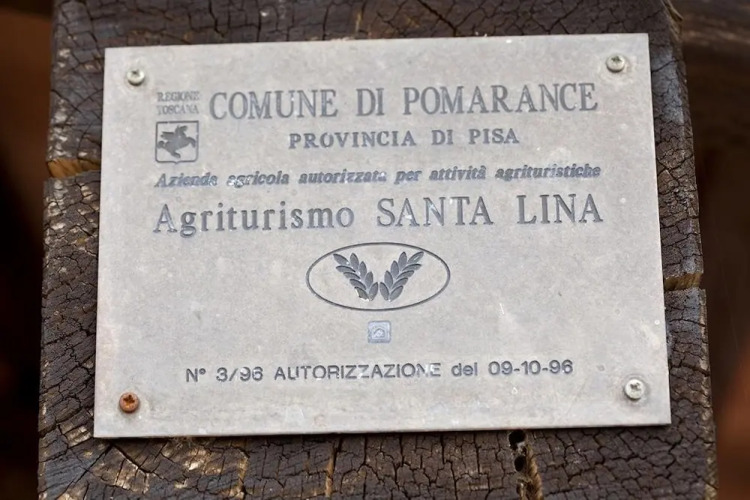 REGIONE
TOSCANA
COMUNE DI POMARANCE
PROVINCIA DI PISA
Azienda agricola autorizzata per attività agrituristiche
Agriturismo SANTA LINA
N° 3/96 AUTORIZZAZIONE del 09-10-96